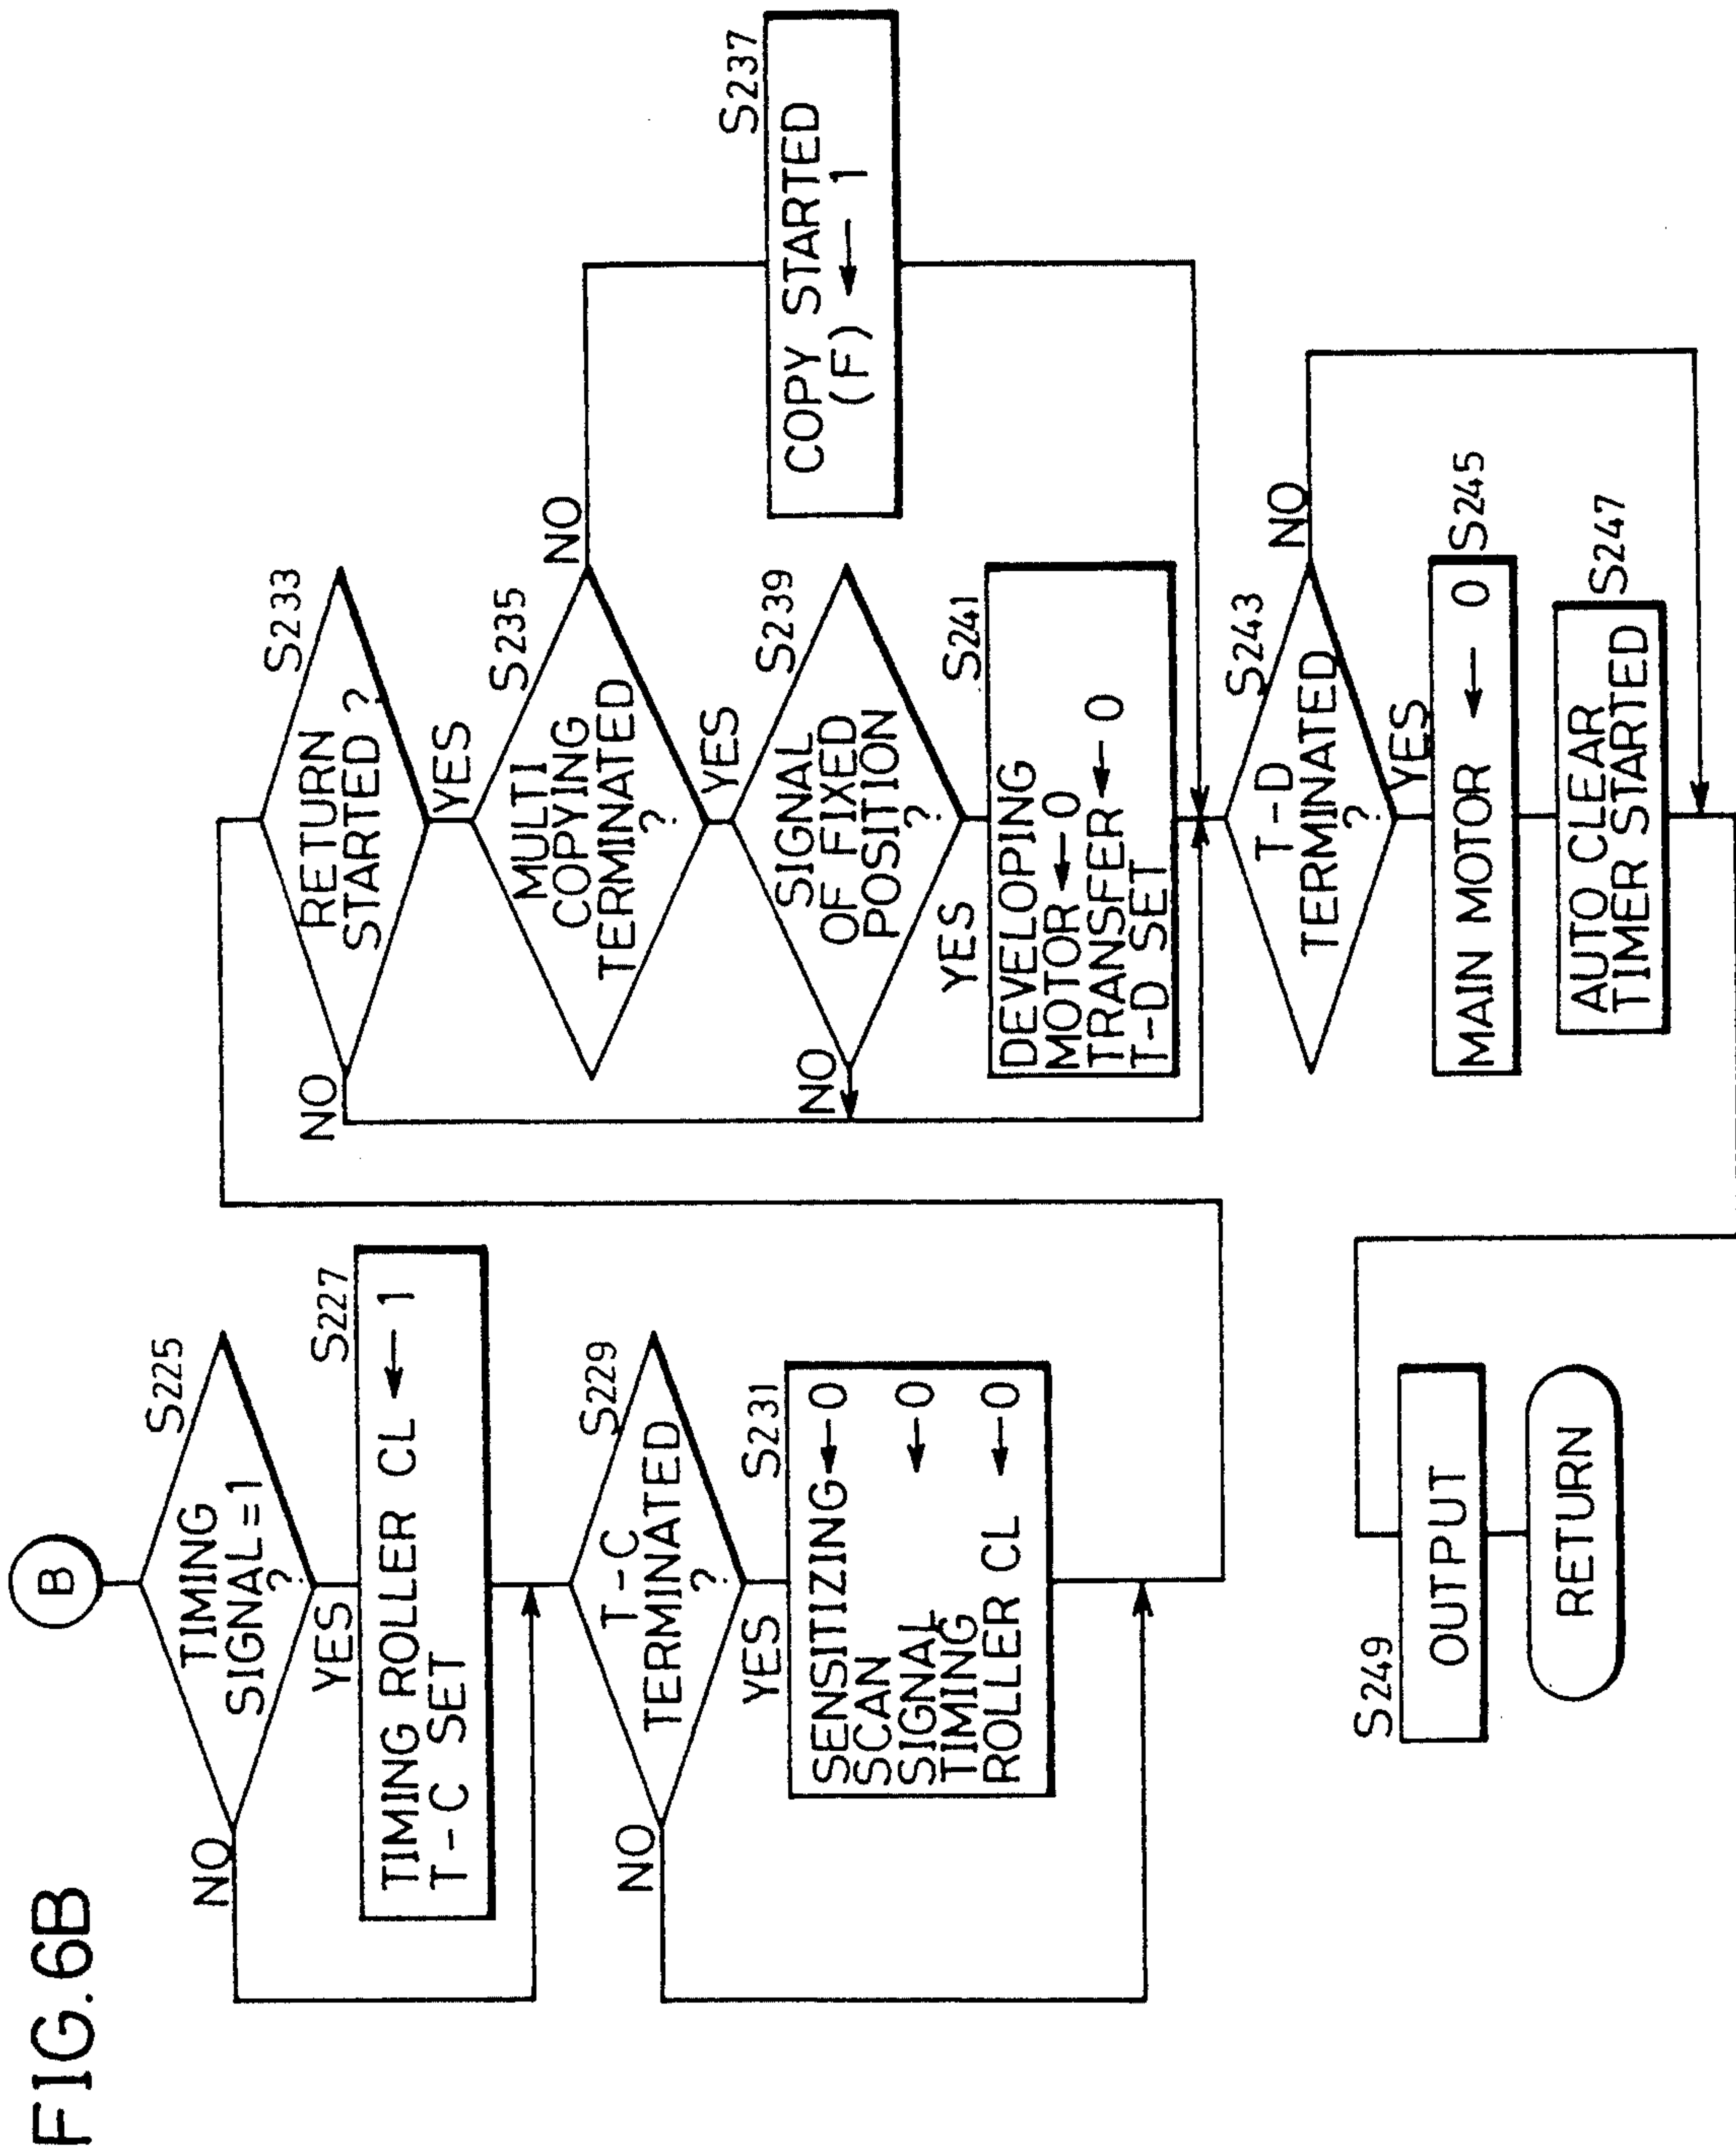 FIG. 6B
B
S225
TIMING
SIGNAL=1
?
NO
YES
S227
TIMING ROLLER CL ← 1
T-C SET
S229
T-C
TERMINATED
?
NO
YES
S231
SENSITIZING ← 0
SCAN
SIGNAL ← 0
TIMING
ROLLER CL ← 0
S233
RETURN
STARTED ?
NO
YES
S235
MULTI
COPYING
TERMINATED
?
NO
YES
S237
COPY STARTED
(F) ← 1
S239
SIGNAL
OF FIXED
POSITION
?
NO
YES
S241
DEVELOPING
MOTOR ← 0
TRANSFER ← 0
T-D SET
S243
T-D
TERMINATED
?
NO
YES
S245
MAIN MOTOR ← 0
S247
AUTO CLEAR
TIMER STARTED
S249
OUTPUT
RETURN